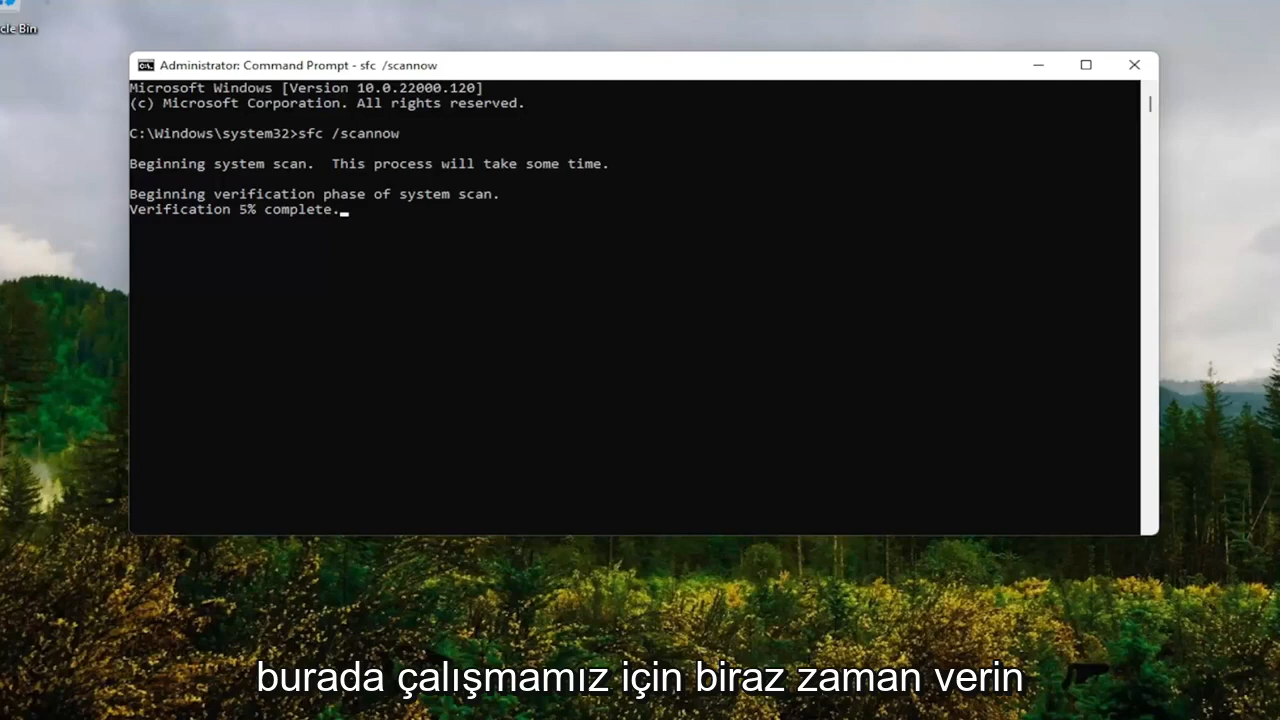 cle Bin
Administrator: Command Prompt - sfc /scannow
Microsoft Windows [Version 10.0.22000.120]
(c) Microsoft Corporation. All rights reserved.
C:\Windows\system32>sfc /scannow
Beginning system scan.  This process will take some time.
Beginning verification phase of system scan.
Verification 5% complete.
burada çalışmamız için biraz zaman verin